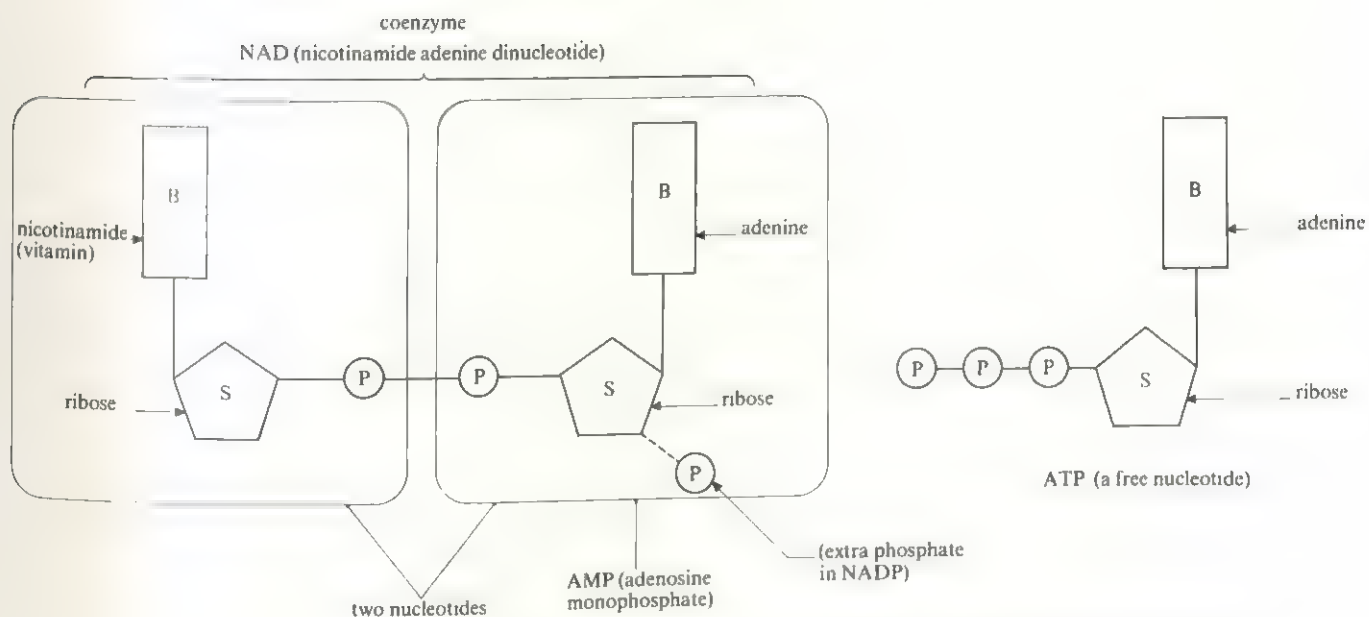 coenzyme
NAD (nicotinamide adenine dinucleotide)
B
B
B
nicotinamide
(vitamin)
adenine
adenine
P
P
P
P
P
S
S
S
ribose
ribose
ribose
P
ATP (a free nucleotide)
(extra phosphate
in NADP)
AMP (adenosine
monophosphate)
two nucleotides